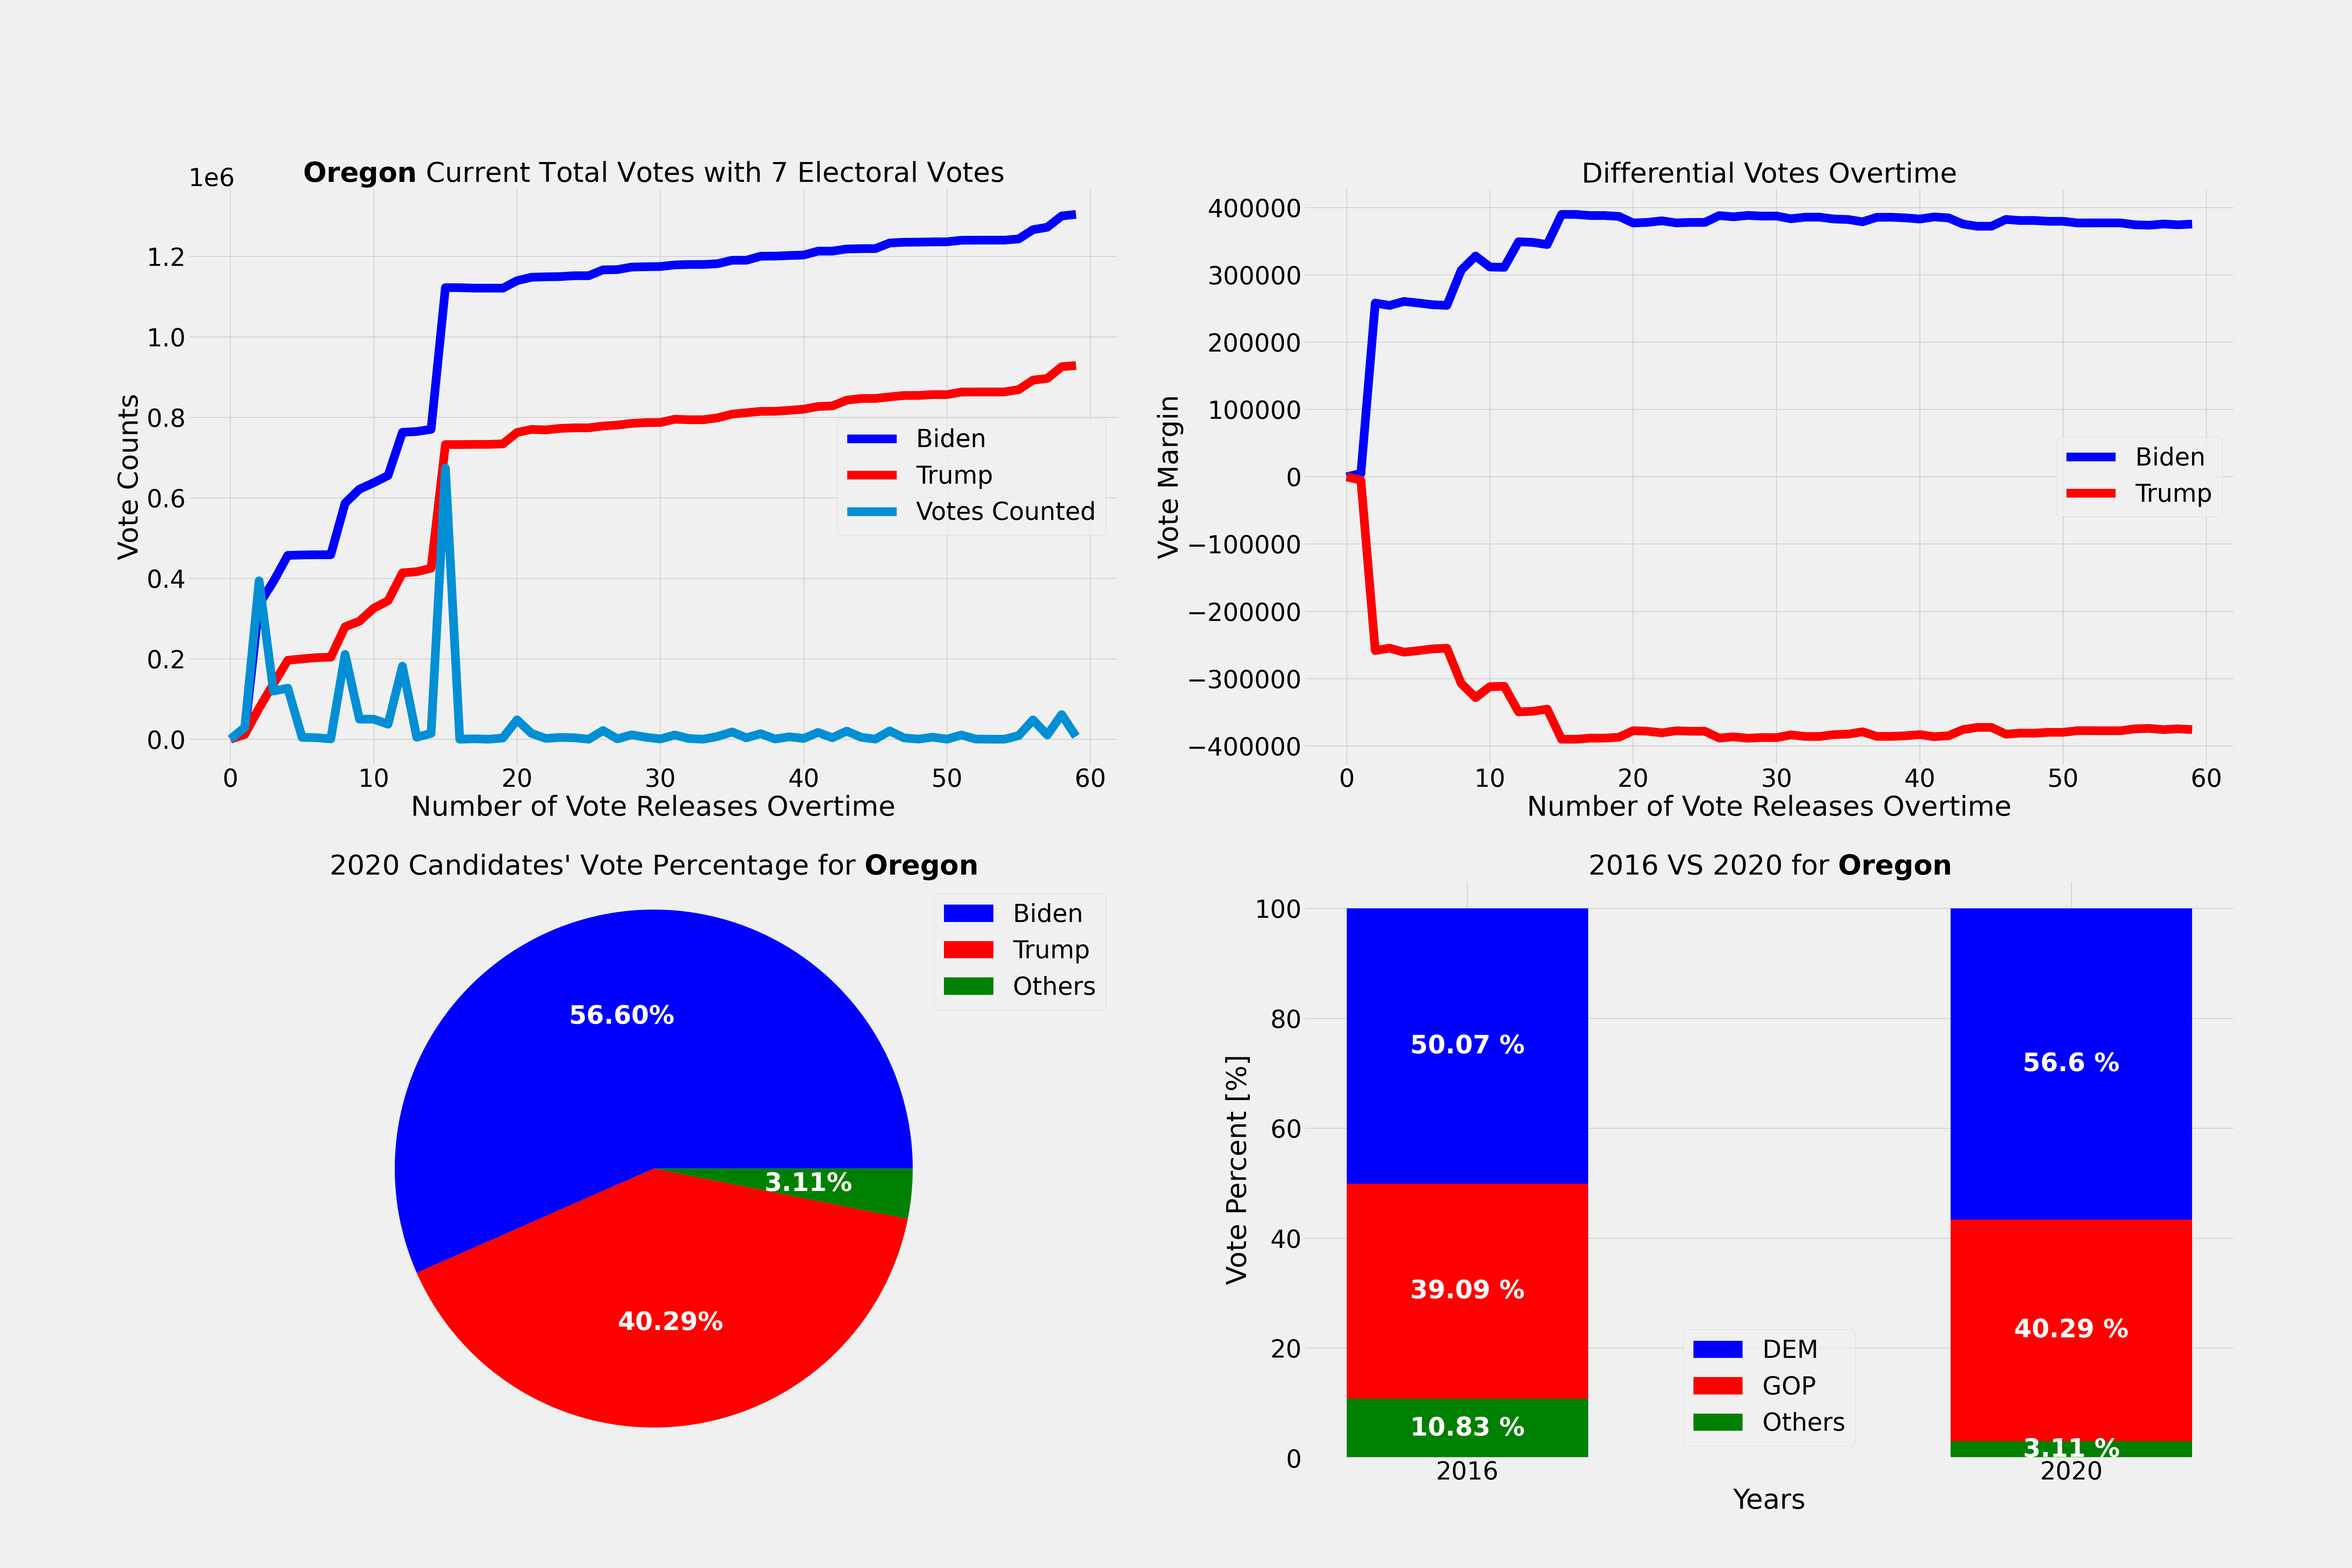 Oregon Current Total Votes with 7 Electoral Votes
1e6
Vote Counts
1.2
1.0
0.8
0.6
0.4
0.2
0.0
Biden
Trump
Votes Counted
0 10 20 30 40 50 60
Number of Vote Releases Overtime
Differential Votes Overtime
Vote Margin
400000
300000
200000
100000
0
−100000
−200000
−300000
−400000
Biden
Trump
0 10 20 30 40 50 60
Number of Vote Releases Overtime
2020 Candidates' Vote Percentage for Oregon
Biden
Trump
Others
56.60%
3.11%
40.29%
2016 VS 2020 for Oregon
Vote Percent [%]
100
80
60
40
20
0
50.07 %
39.09 %
10.83 %
56.6 %
40.29 %
3.11 %
DEM
GOP
Others
2016 2020
Years